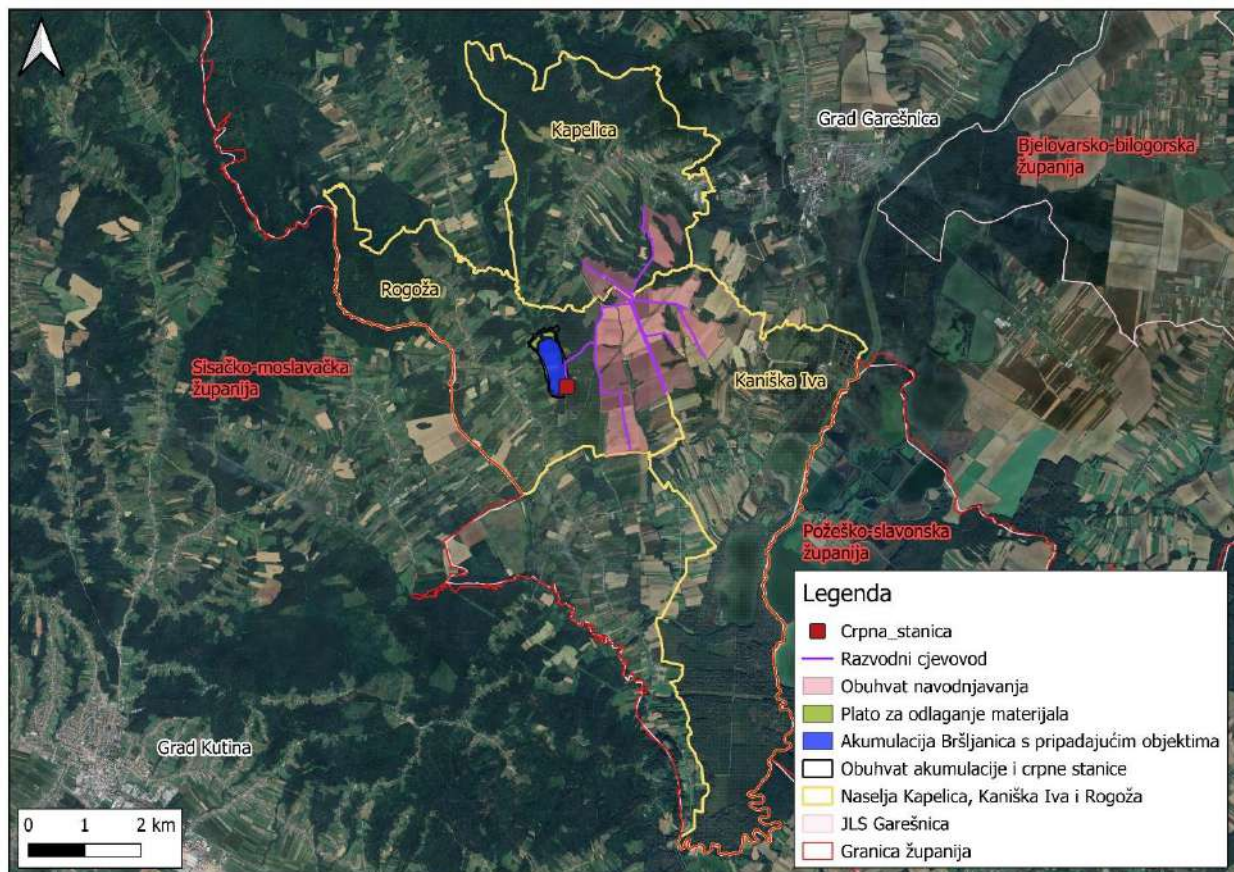 Kapelica
Grad Garešnica
Bjelovarsko-bilogorska
županija
Rogoža
Sisačko-moslavačka
županija
Kaniška Iva
Požeško-slavonska
županija
Grad Kutina
0 1 2 km
Legenda
Crpna_stanica
Razvodni cjevovod
Obuhvat navodnjavanja
Plato za odlaganje materijala
Akumulacija Bršljanica s pripadajućim objektima
Obuhvat akumulacije i crpne stanice
Naselja Kapelica, Kaniška Iva i Rogoža
JLS Garešnica
Granica županija